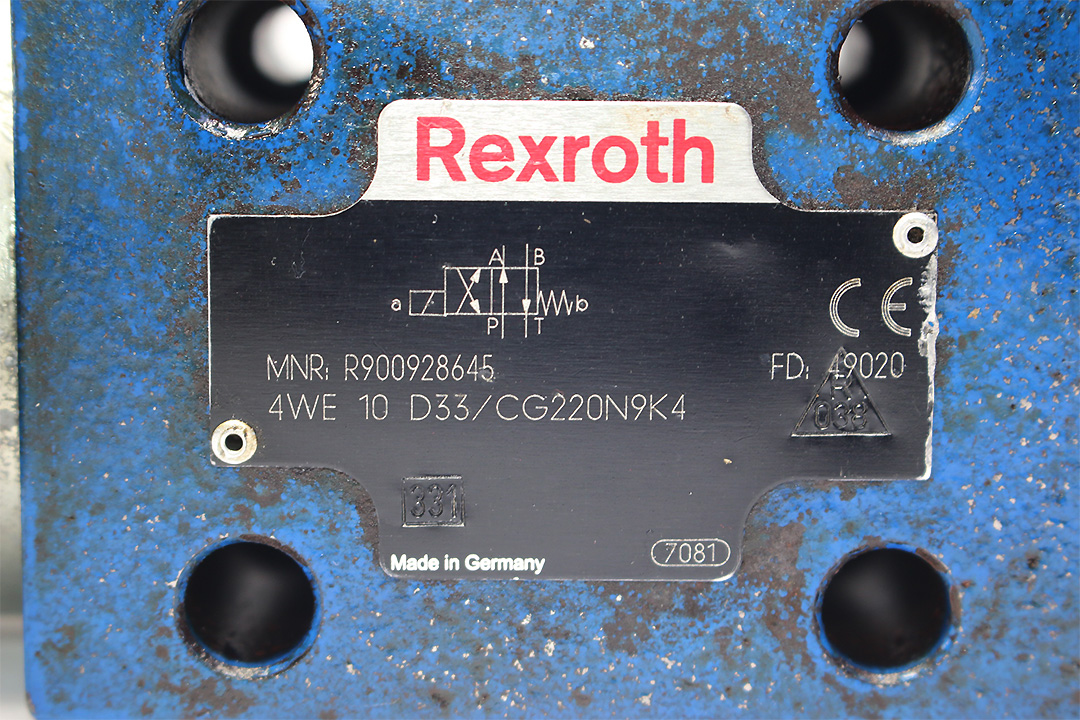 Rexroth
A B
a b
P T
CE
MNR: R900928645 FD: 49020
4WE 10 D33/CG220N9K4
331
Made in Germany 7081